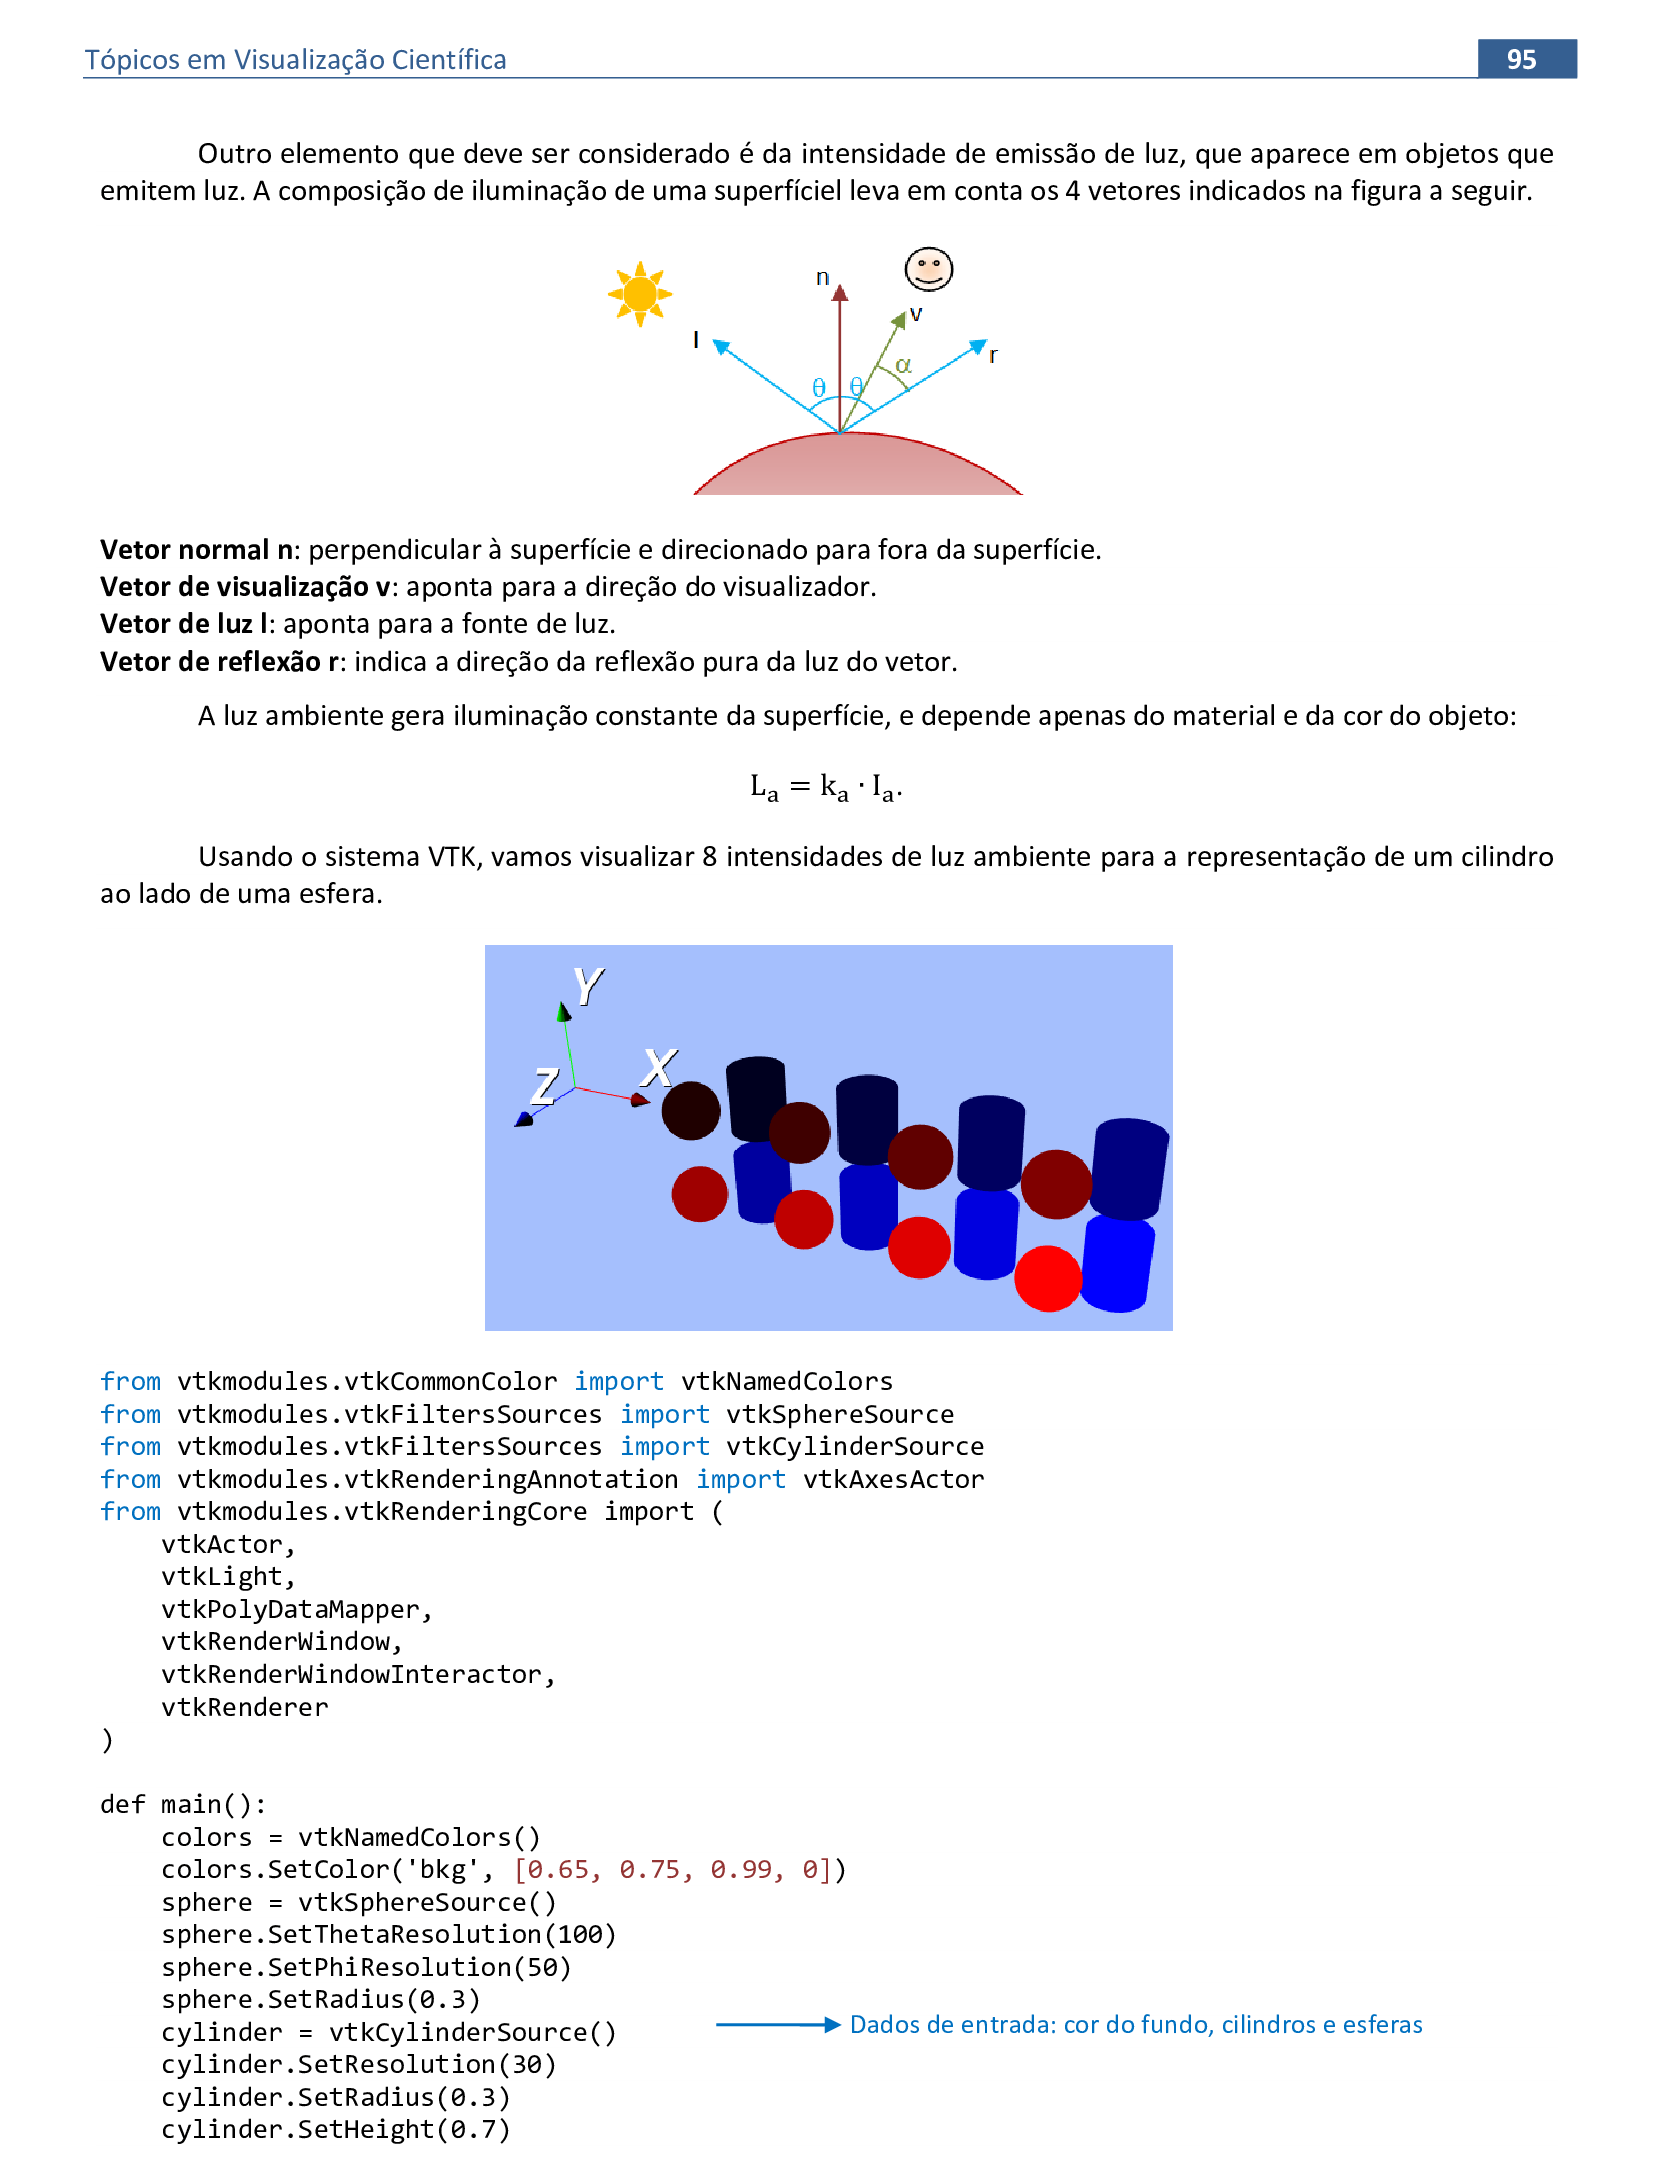 Tópicos em Visualização Científica 95
Outro elemento que deve ser considerado é da intensidade de emissão de luz, que aparece em objetos que
emitem luz. A composição de iluminação de uma superfíciel leva em conta os 4 vetores indicados na figura a seguir.
n
v
l
r
α
θ θ
Vetor normal n: perpendicular à superfície e direcionado para fora da superfície.
Vetor de visualização v: aponta para a direção do visualizador.
Vetor de luz l: aponta para a fonte de luz.
Vetor de reflexão r: indica a direção da reflexão pura da luz do vetor.
A luz ambiente gera iluminação constante da superfície, e depende apenas do material e da cor do objeto:
Lₐ = kₐ · Iₐ.
Usando o sistema VTK, vamos visualizar 8 intensidades de luz ambiente para a representação de um cilindro
ao lado de uma esfera.
Y
X
Z
from vtkmodules.vtkCommonColor import vtkNamedColors
from vtkmodules.vtkFiltersSources import vtkSphereSource
from vtkmodules.vtkFiltersSources import vtkCylinderSource
from vtkmodules.vtkRenderingAnnotation import vtkAxesActor
from vtkmodules.vtkRenderingCore import (
    vtkActor,
    vtkLight,
    vtkPolyDataMapper,
    vtkRenderWindow,
    vtkRenderWindowInteractor,
    vtkRenderer
)
def main():
    colors = vtkNamedColors()
    colors.SetColor('bkg', [0.65, 0.75, 0.99, 0])
    sphere = vtkSphereSource()
    sphere.SetThetaResolution(100)
    sphere.SetPhiResolution(50)
    sphere.SetRadius(0.3)
    cylinder = vtkCylinderSource() Dados de entrada: cor do fundo, cilindros e esferas
    cylinder.SetResolution(30)
    cylinder.SetRadius(0.3)
    cylinder.SetHeight(0.7)